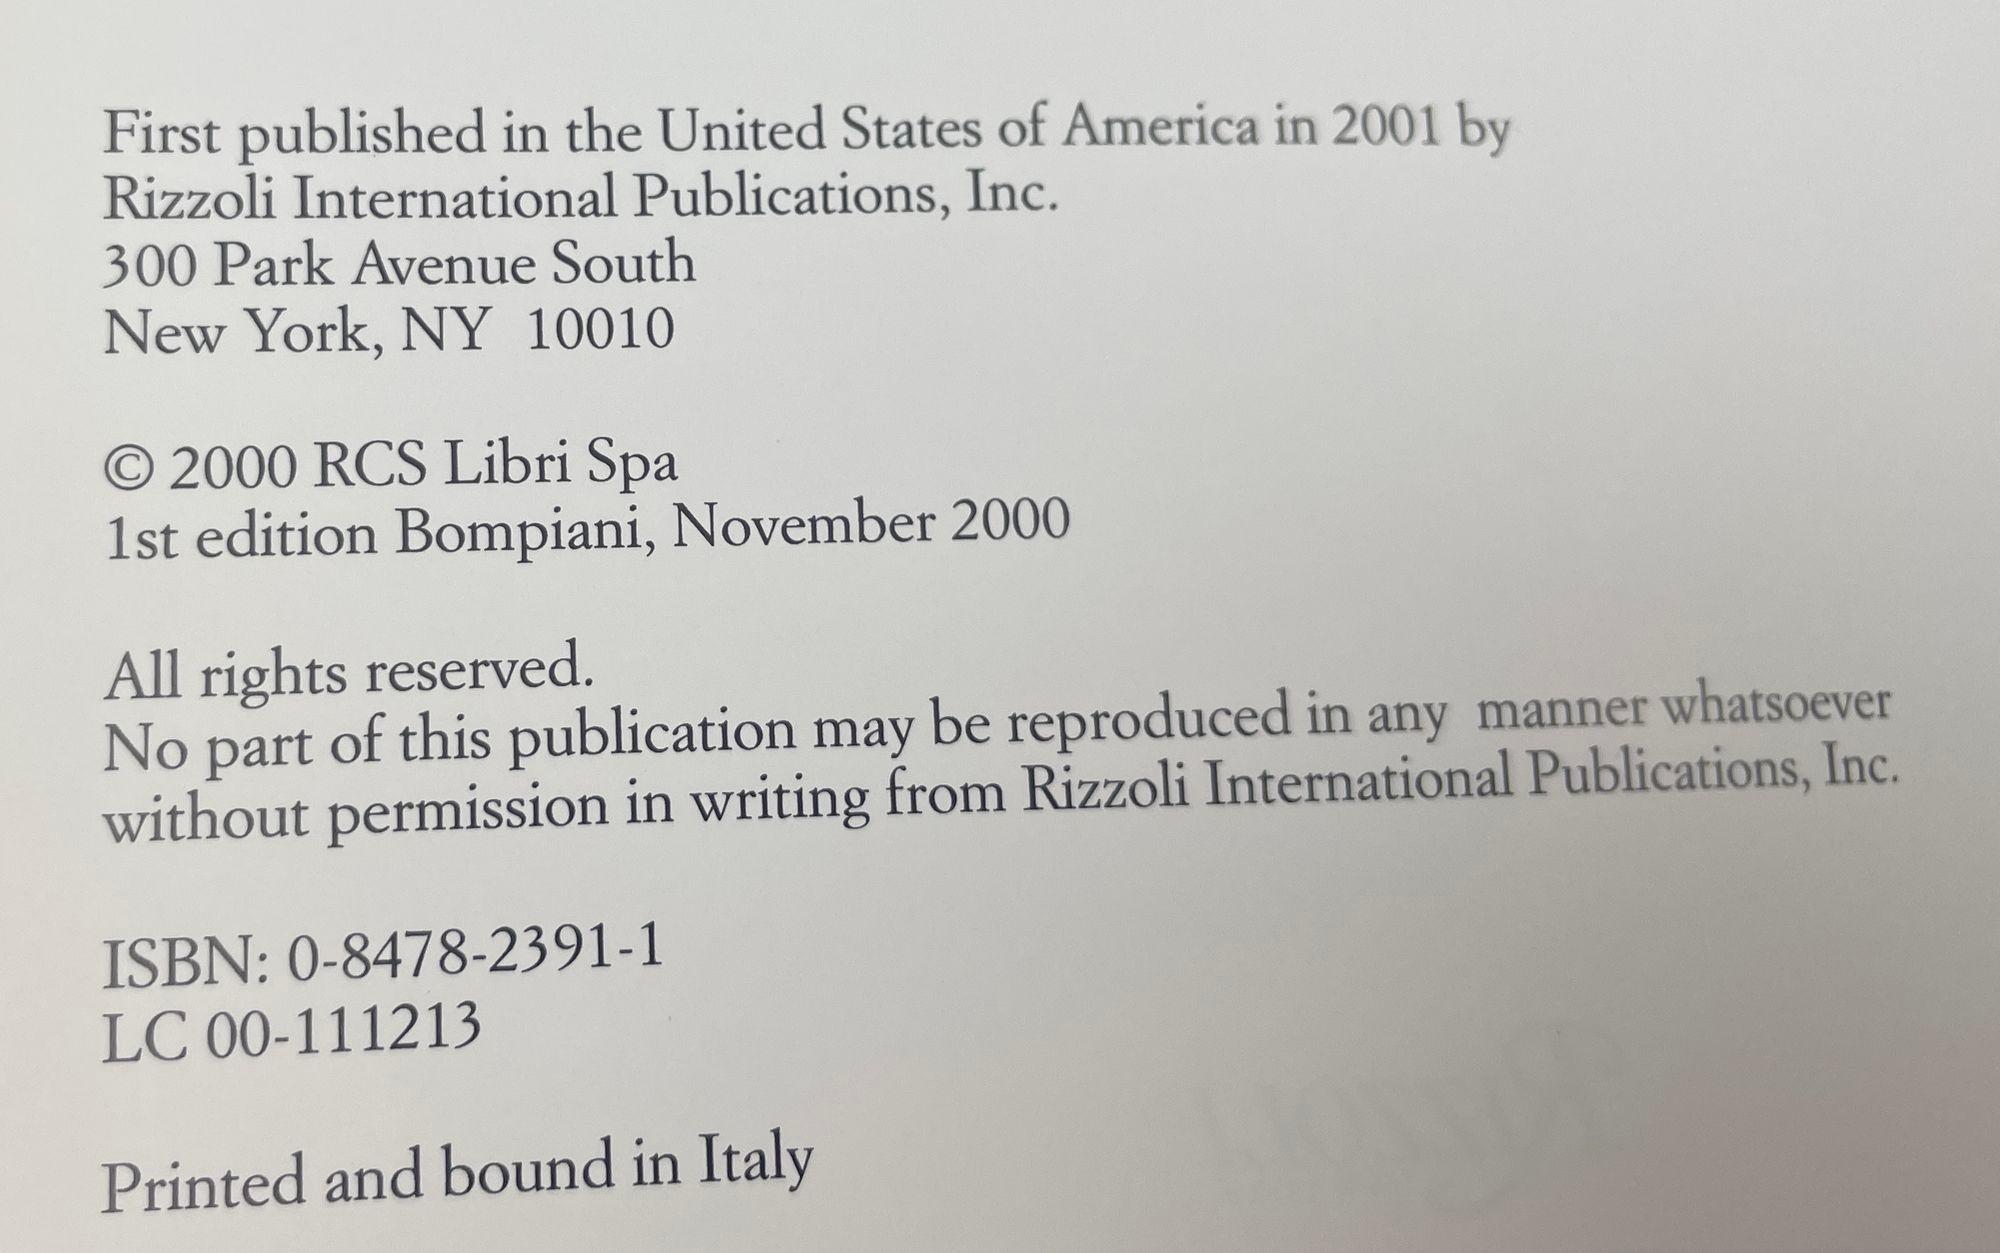 First published in the United States of America in 2001 by
Rizzoli International Publications, Inc.
300 Park Avenue South
New York, NY 10010
© 2000 RCS Libri Spa
1st edition Bompiani, November 2000
All rights reserved.
No part of this publication may be reproduced in any manner whatsoever
without permission in writing from Rizzoli International Publications, Inc.
ISBN: 0-8478-2391-1
LC 00-111213
Printed and bound in Italy